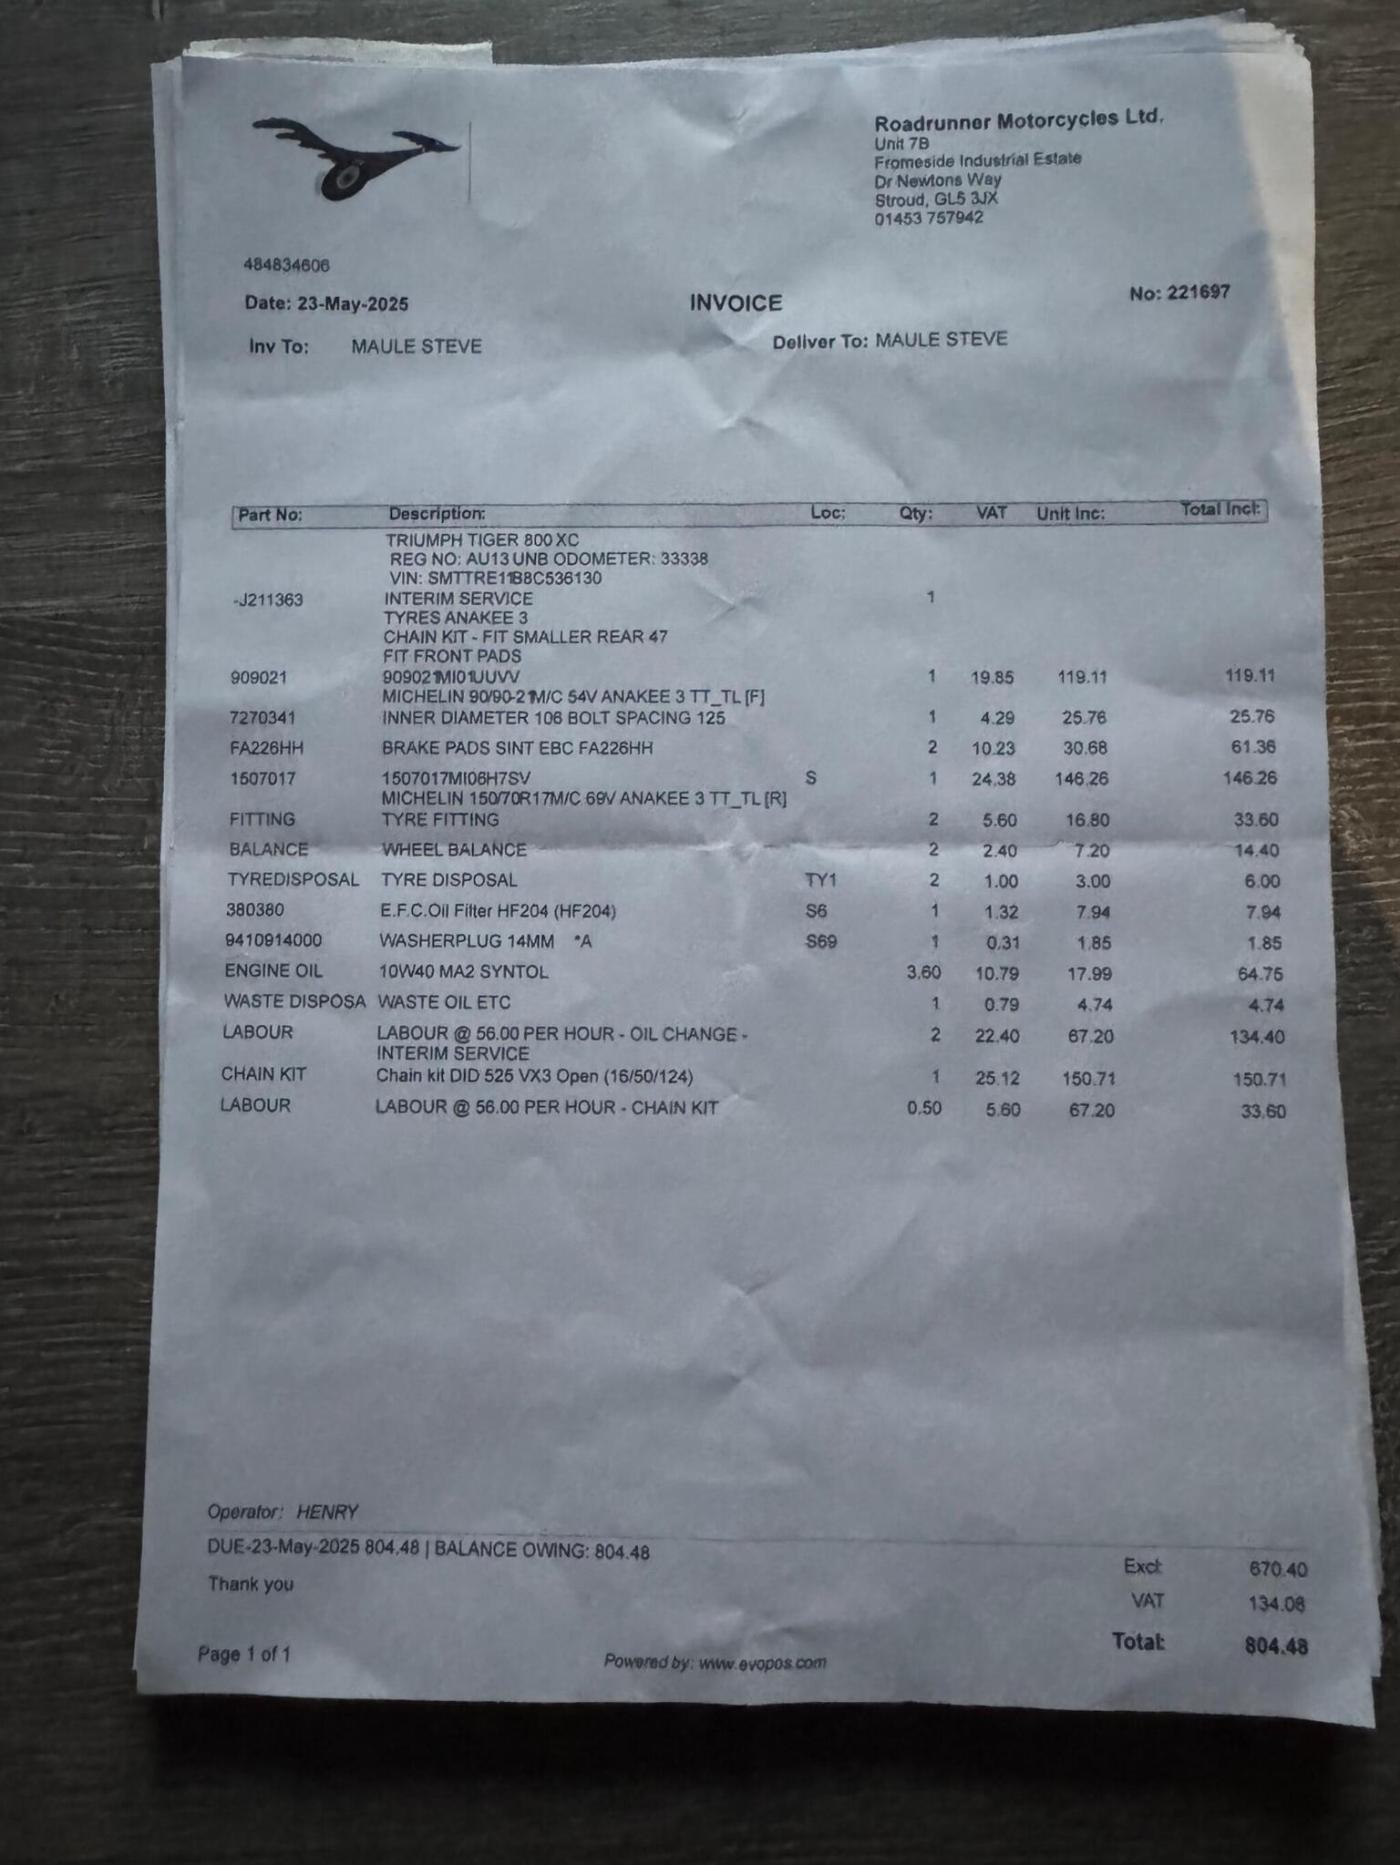 Roadrunner Motorcycles Ltd.
Unit 7B
Fromeside Industrial Estate
Dr Newtons Way
Stroud, GL5 3JX
01453 757942
484834606
Date: 23-May-2025 INVOICE No: 221697
Inv To: MAULE STEVE Deliver To: MAULE STEVE
Part No: Description: Loc: Qty: VAT Unit Inc: Total Incl:
TRIUMPH TIGER 800 XC
REG NO: AU13 UNB ODOMETER: 33338
VIN: SMTTRE11B8C536130
-J211363 INTERIM SERVICE 1
TYRES ANAKEE 3
CHAIN KIT - FIT SMALLER REAR 47
FIT FRONT PADS
909021 909021MI01UUVV 1 19.85 119.11 119.11
MICHELIN 90/90-21M/C 54V ANAKEE 3 TT_TL [F]
7270341 INNER DIAMETER 106 BOLT SPACING 125 1 4.29 25.76 25.76
FA226HH BRAKE PADS SINT EBC FA226HH 2 10.23 30.68 61.36
1507017 1507017MI06H7SV S 1 24.38 146.26 146.26
MICHELIN 150/70R17M/C 69V ANAKEE 3 TT_TL [R]
FITTING TYRE FITTING 2 5.60 16.80 33.60
BALANCE WHEEL BALANCE 2 2.40 7.20 14.40
TYREDISPOSAL TYRE DISPOSAL TY1 2 1.00 3.00 6.00
380380 E.F.C.Oil Filter HF204 (HF204) S6 1 1.32 7.94 7.94
9410914000 WASHERPLUG 14MM *A S69 1 0.31 1.85 1.85
ENGINE OIL 10W40 MA2 SYNTOL 3.60 10.79 17.99 64.75
WASTE DISPOSA WASTE OIL ETC 1 0.79 4.74 4.74
LABOUR LABOUR @ 56.00 PER HOUR - OIL CHANGE - 2 22.40 67.20 134.40
INTERIM SERVICE
CHAIN KIT Chain kit DID 525 VX3 Open (16/50/124) 1 25.12 150.71 150.71
LABOUR LABOUR @ 56.00 PER HOUR - CHAIN KIT 0.50 5.60 67.20 33.60
Operator: HENRY
DUE-23-May-2025 804.48 | BALANCE OWING: 804.48
Thank you
Excl: 670.40
VAT 134.08
Total: 804.48
Page 1 of 1 Powered by: www.evopos.com